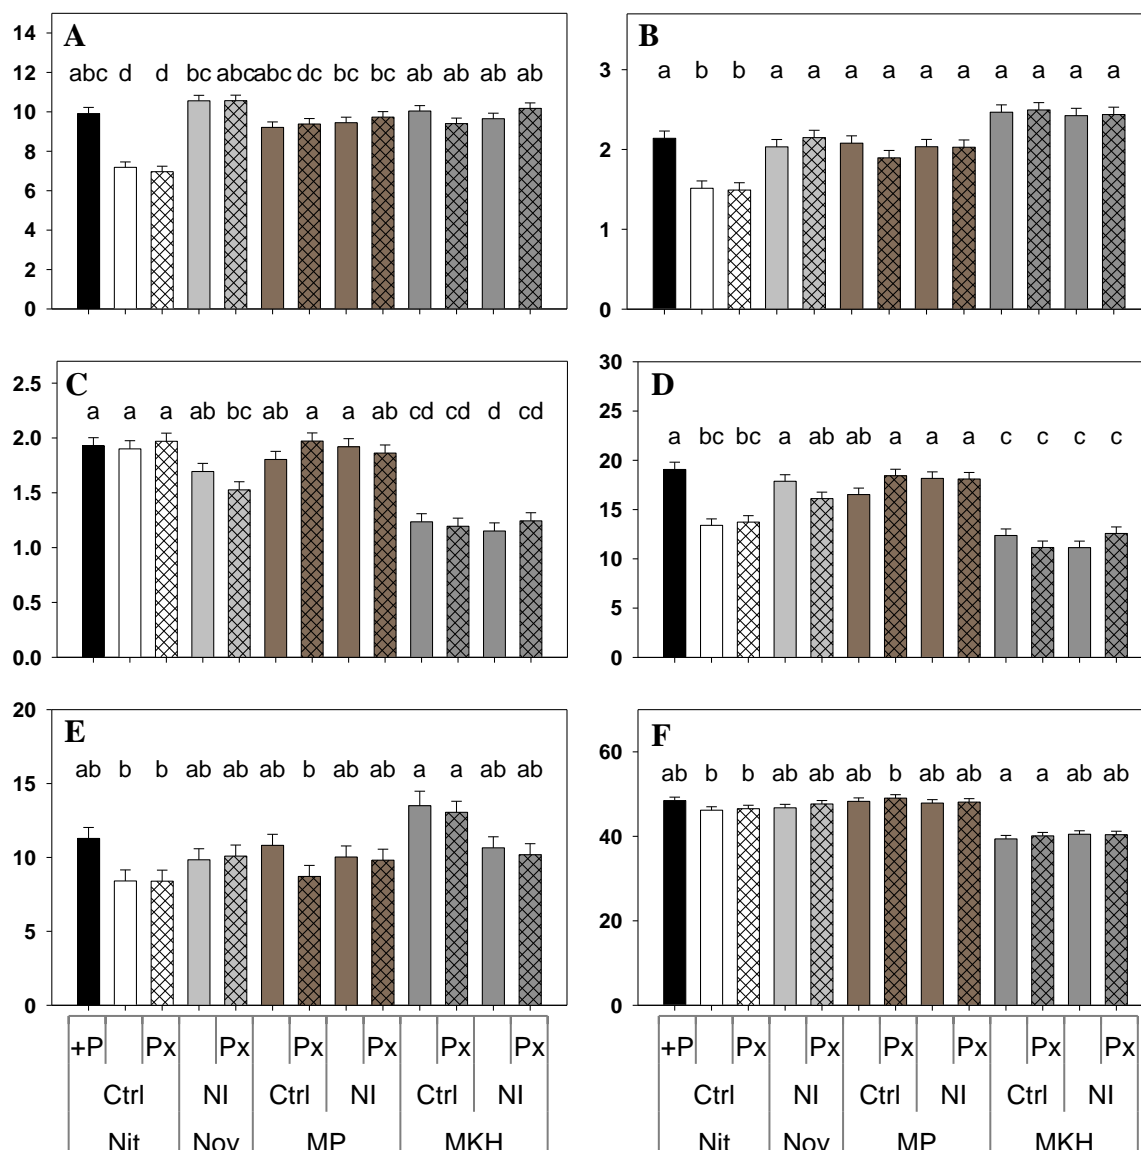 A
14
12
10
8
6
4
2
0
abc d d bc abc abc dc bc bc ab ab ab ab
B
3
2
1
0
a b b a a a a a a a a a a
C
2.5
2.0
1.5
1.0
0.5
0.0
a a a ab bc ab a a ab cd cd d cd
D
30
25
20
15
10
5
0
a bc bc a ab ab a a a c c c c
E
20
15
10
5
0
ab b b ab ab ab b ab ab a a ab ab
F
60
40
20
0
ab b b ab ab ab b ab ab a a ab ab
+P Px Px Px Px Px Px
Ctrl NI Ctrl NI Ctrl NI
Nit Nov MP MKH
+P Px Px Px Px Px Px
Ctrl NI Ctrl NI Ctrl NI
Nit Nov MP MKH